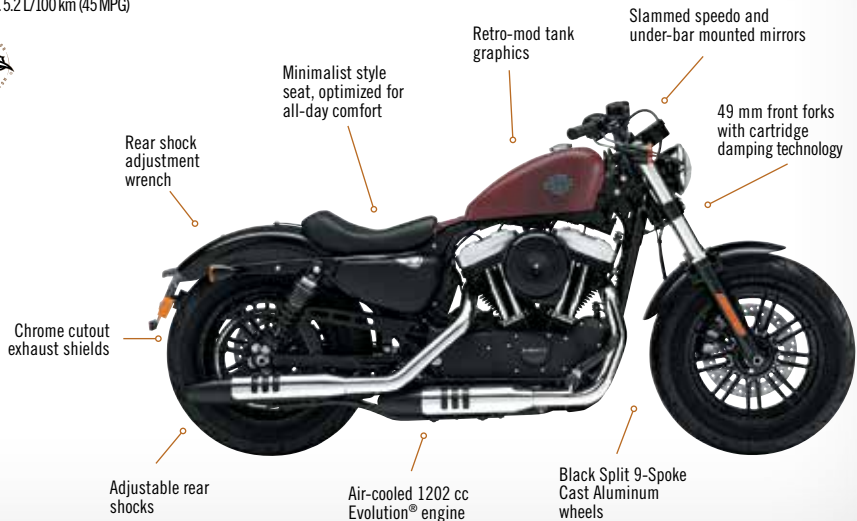 5.2 L/100 km (45 MPG)
Slammed speedo and
under-bar mounted mirrors
Retro-mod tank
graphics
Minimalist style
seat, optimized for
all-day comfort
49 mm front forks
with cartridge
damping technology
Rear shock
adjustment
wrench
Chrome cutout
exhaust shields
Adjustable rear
shocks
Air-cooled 1202 cc
Evolution® engine
Black Split 9-Spoke
Cast Aluminum
wheels